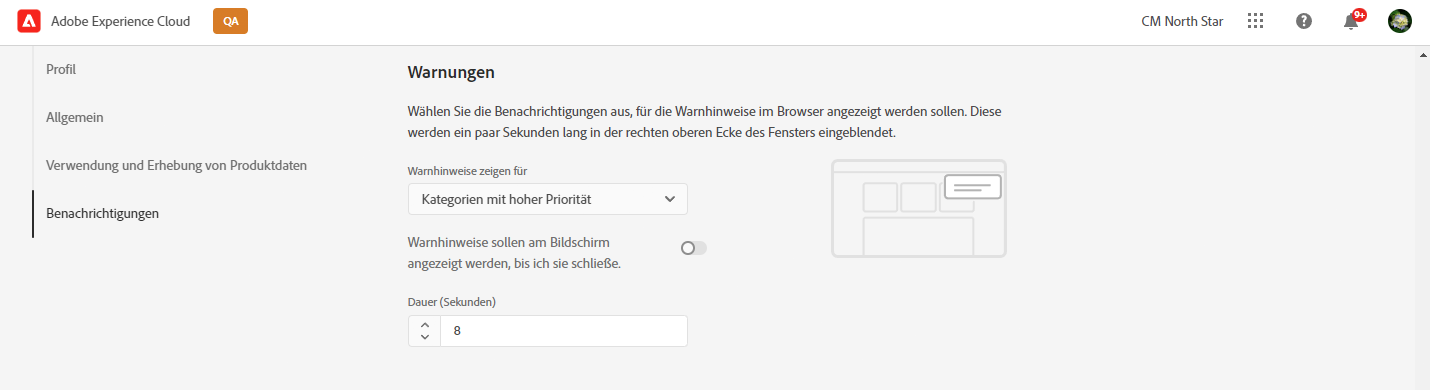 Adobe Experience Cloud
QA
CM North Star
9+
Profil
Allgemein
Verwendung und Erhebung von Produktdaten
Benachrichtigungen
Warnungen
Wählen Sie die Benachrichtigungen aus, für die Warnhinweise im Browser angezeigt werden sollen. Diese
werden ein paar Sekunden lang in der rechten oberen Ecke des Fensters eingeblendet.
Warnhinweise zeigen für
Kategorien mit hoher Priorität
Warnhinweise sollen am Bildschirm
angezeigt werden, bis ich sie schließe.
Dauer (Sekunden)
8